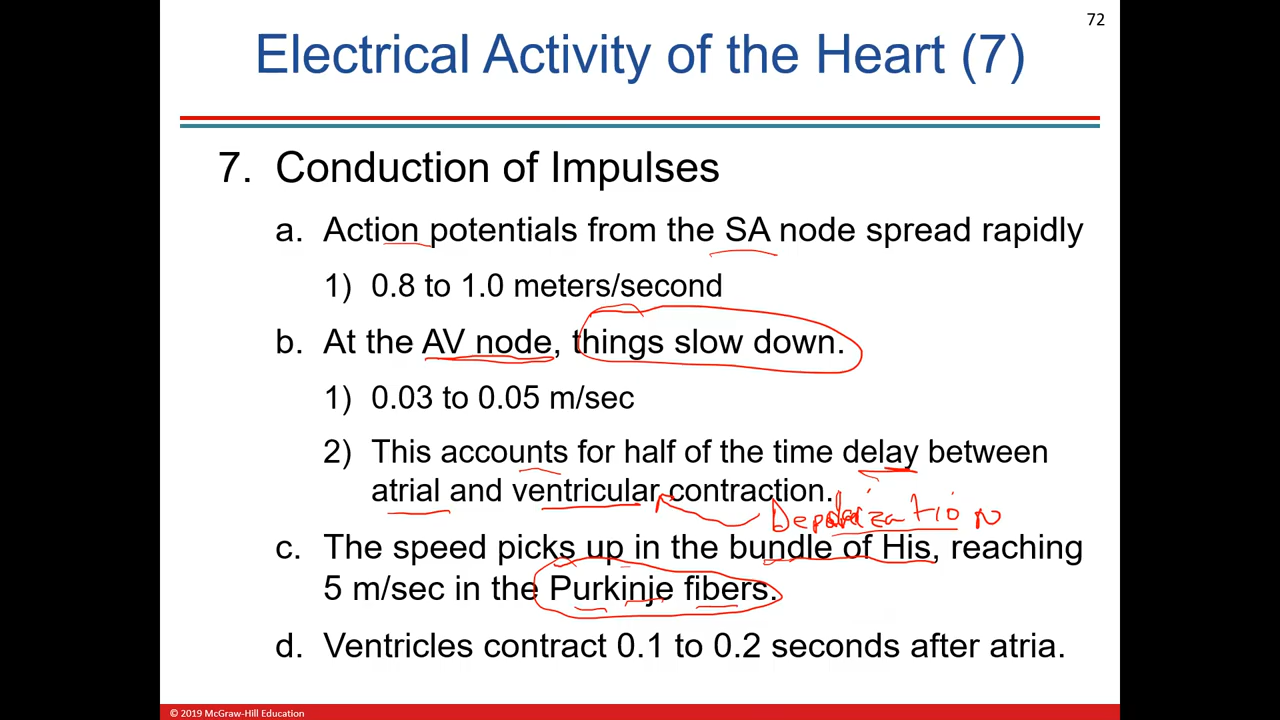 72
Electrical Activity of the Heart (7)
7. Conduction of Impulses
a. Action potentials from the SA node spread rapidly
1) 0.8 to 1.0 meters/second
b. At the AV node, things slow down.
1) 0.03 to 0.05 m/sec
2) This accounts for half of the time delay between
atrial and ventricular contraction.
Depolarization
c. The speed picks up in the bundle of His, reaching
5 m/sec in the Purkinje fibers.
d. Ventricles contract 0.1 to 0.2 seconds after atria.
© 2019 McGraw-Hill Education